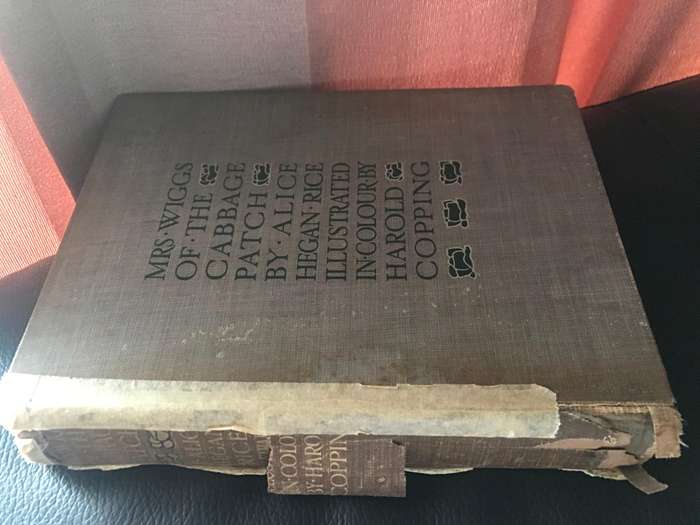 MRS·WIGGS
OF·THE
CABBAGE
PATCH
BY·ALICE
HEGAN·RICE
ILLUSTRATED
IN·COLOUR·BY
HAROLD
COPPING
IN·COLO
BY·HARO
COPPIN